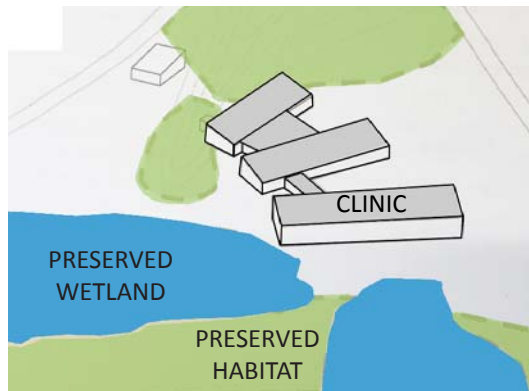 CLINIC
PRESERVED
WETLAND
PRESERVED
HABITAT